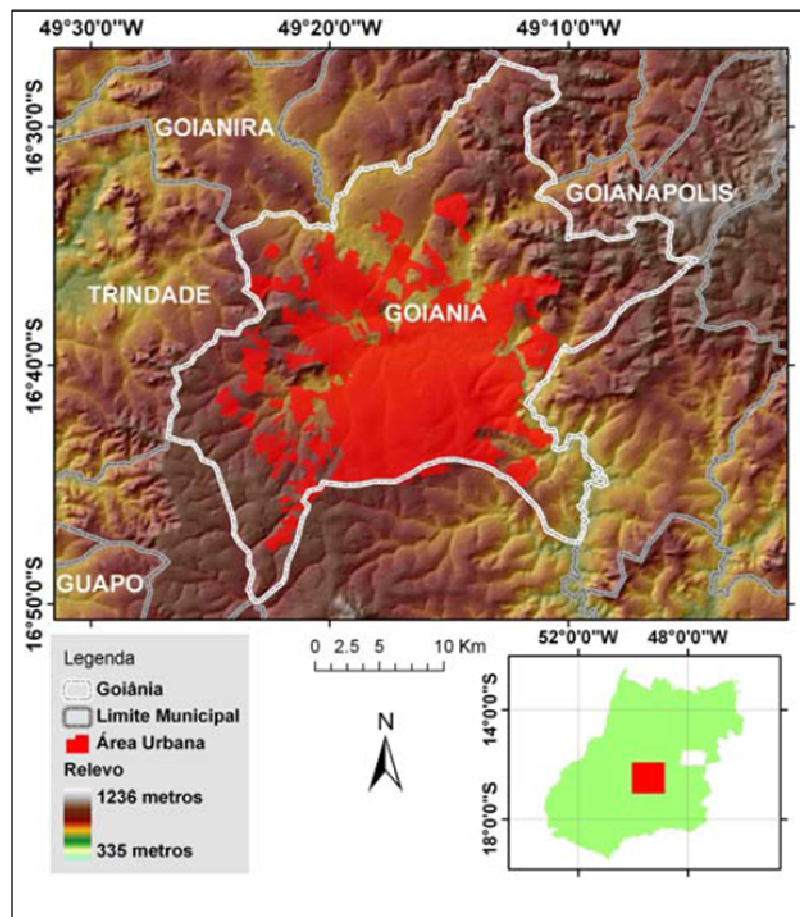 49°30'0"W 49°20'0"W 49°10'0"W
16°30'0"S
GOIANIRA
GOIANAPOLIS
TRINDADE
GOIANIA
16°40'0"S
GUAPO
16°50'0"S
Legenda
Goiânia
Limite Municipal
Área Urbana
Relevo
1236 metros
335 metros
0 2.5 5 10 Km
N
52°0'0"W 48°0'0"W
14°0'0"S
18°0'0"S